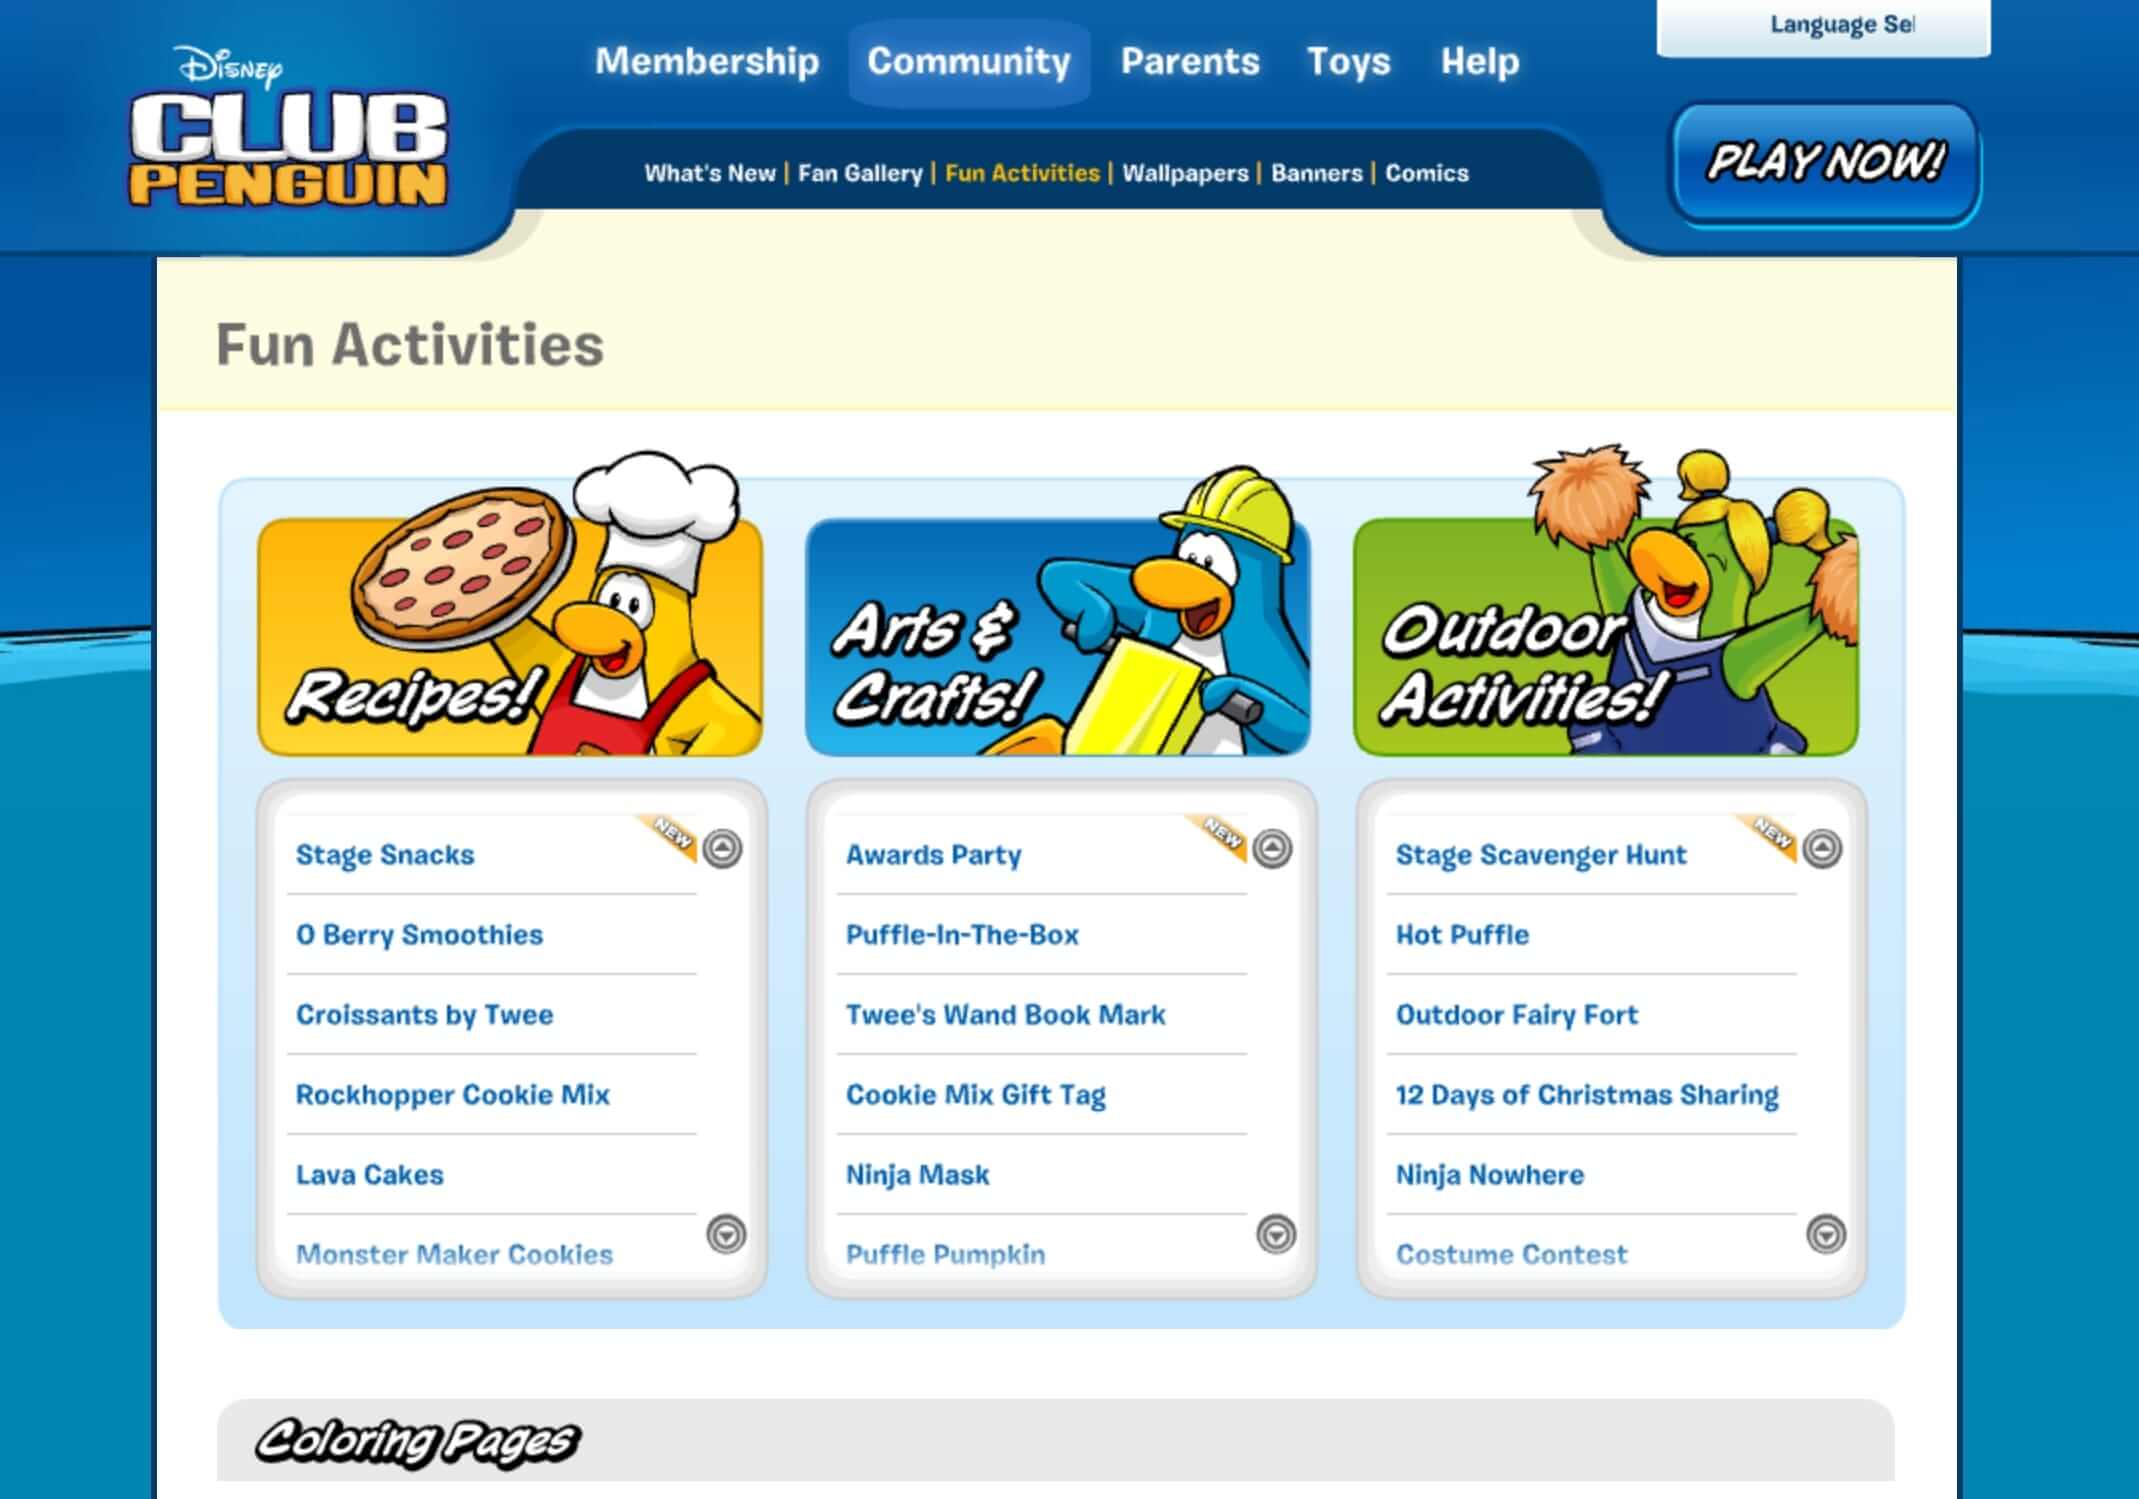 Language Sel
Disney
CLUB
PENGUIN
Membership Community Parents Toys Help
PLAY NOW!
What's New | Fan Gallery | Fun Activities | Wallpapers | Banners | Comics
Fun Activities
Recipes!
Arts &
Crafts!
Outdoor
Activities!
NEW
Stage Snacks
O Berry Smoothies
Croissants by Twee
Rockhopper Cookie Mix
Lava Cakes
Monster Maker Cookies
NEW
Awards Party
Puffle-In-The-Box
Twee's Wand Book Mark
Cookie Mix Gift Tag
Ninja Mask
Puffle Pumpkin
NEW
Stage Scavenger Hunt
Hot Puffle
Outdoor Fairy Fort
12 Days of Christmas Sharing
Ninja Nowhere
Costume Contest
Coloring Pages